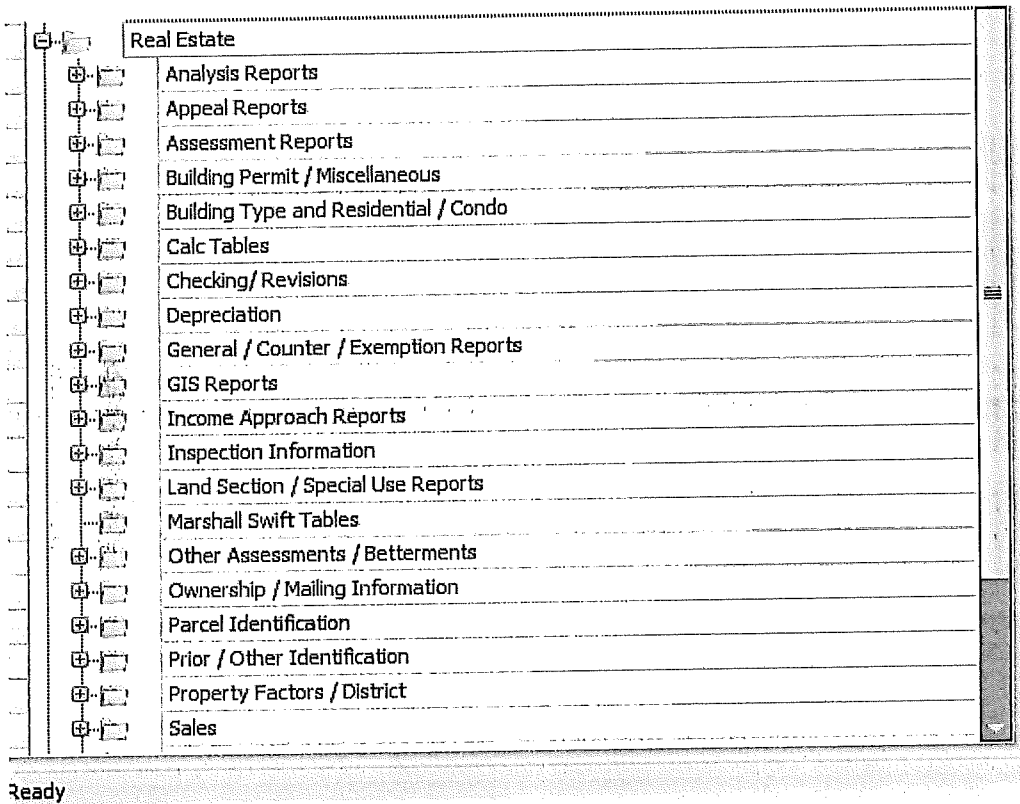 Real Estate
Analysis Reports
Appeal Reports
Assessment Reports
Building Permit / Miscellaneous
Building Type and Residential / Condo
Calc Tables
Checking/ Revisions
Depreciation
General / Counter / Exemption Reports
GIS Reports
Income Approach Reports
Inspection Information
Land Section / Special Use Reports
Marshall Swift Tables
Other Assessments / Betterments
Ownership / Mailing Information
Parcel Identification
Prior / Other Identification
Property Factors / District
Sales
Ready